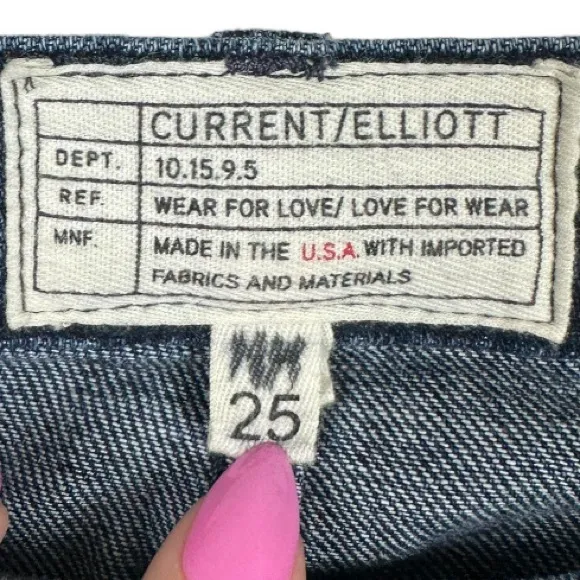 CURRENT/ELLIOTT
DEPT. 10.15.9.5
REF. WEAR FOR LOVE/ LOVE FOR WEAR
MNF. MADE IN THE U.S.A. WITH IMPORTED
FABRICS AND MATERIALS
25